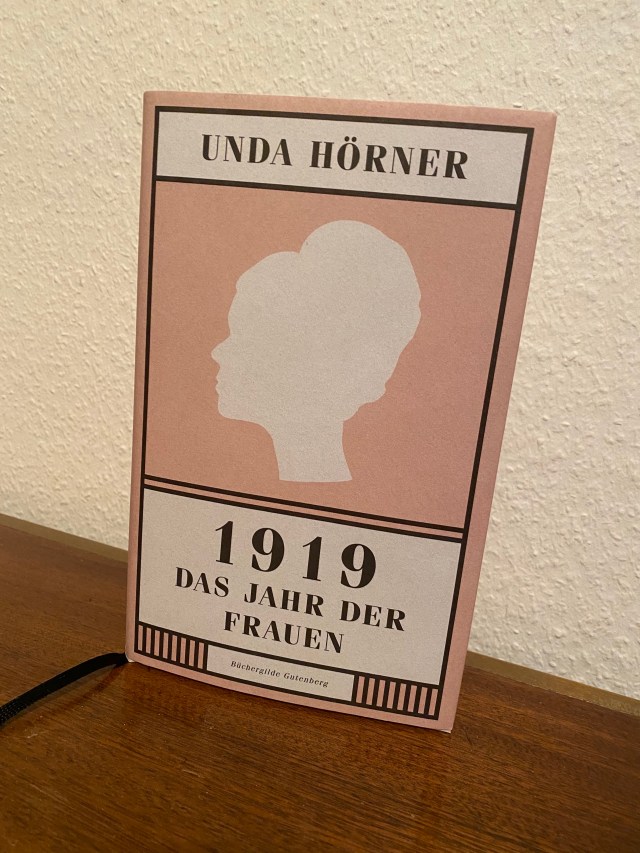 UNDA HÖRNER
1919
DAS JAHR DER
FRAUEN
Büchergilde Gutenberg